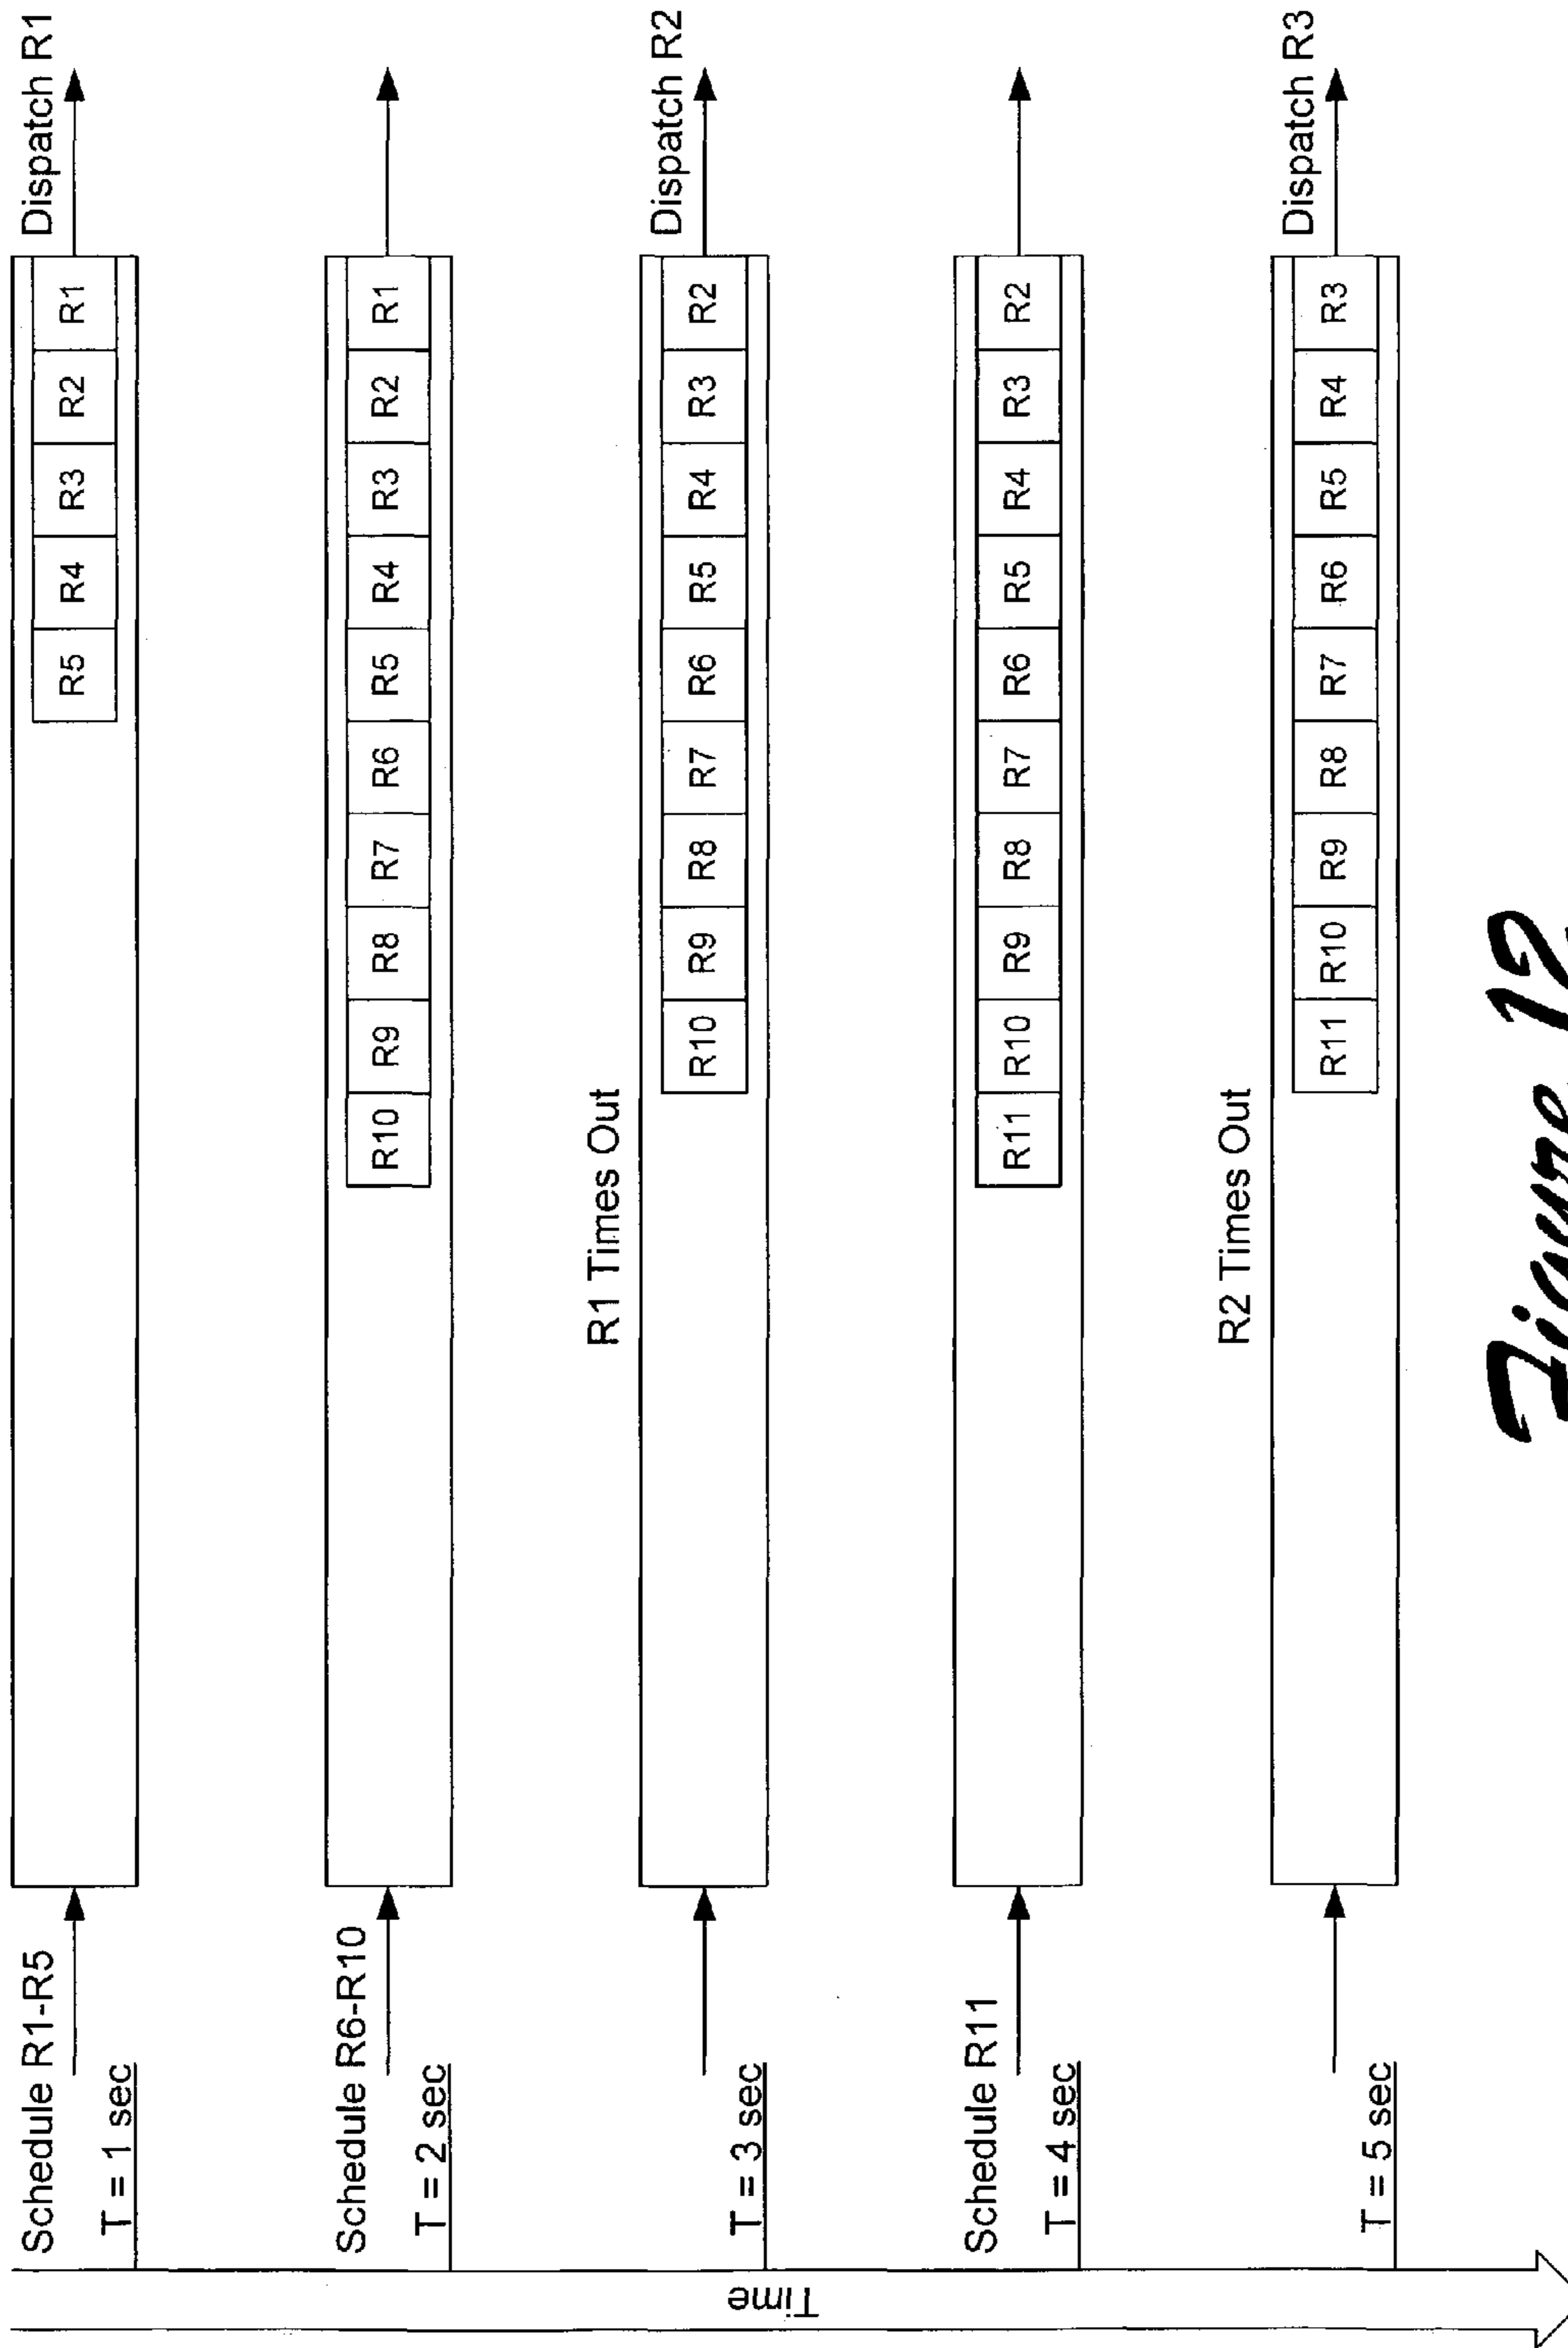 Schedule R1-R5
Dispatch R1
R5 R4 R3 R2 R1
T = 1 sec
Schedule R6-R10
R10 R9 R8 R7 R6 R5 R4 R3 R2 R1
T = 2 sec
R1 Times Out
Dispatch R2
R10 R9 R8 R7 R6 R5 R4 R3 R2
T = 3 sec
Schedule R11
R11 R10 R9 R8 R7 R6 R5 R4 R3 R2
T = 4 sec
R2 Times Out
Dispatch R3
R11 R10 R9 R8 R7 R6 R5 R4 R3
T = 5 sec
Time
Figure 12